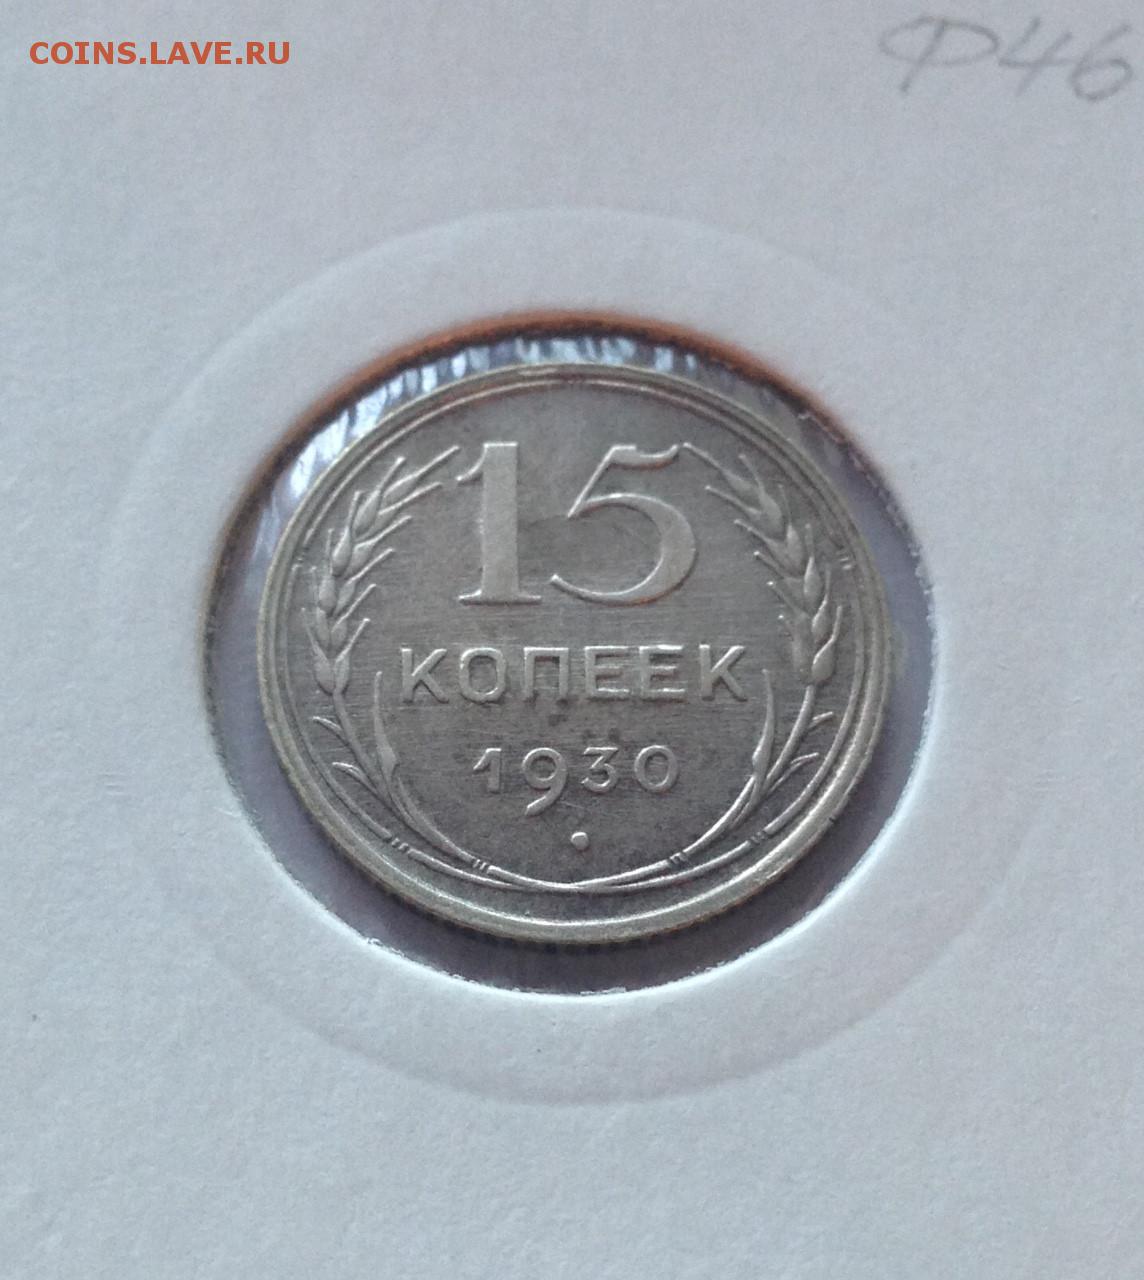 COINS.LAVE.RU
Ф46
15
КОПЕЕК
1930